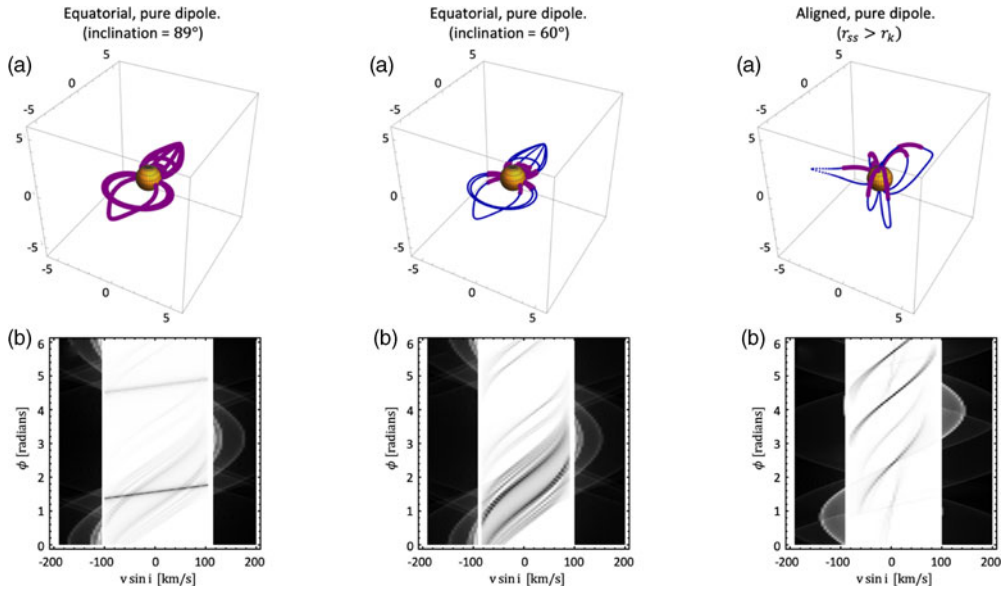 Equatorial, pure dipole.
(inclination = 89°)
Equatorial, pure dipole.
(inclination = 60°)
Aligned, pure dipole.
(r_ss > r_k)
(a)
5
0
-5
5
0
-5
-5
0
5
(a)
5
0
-5
5
0
-5
-5
0
5
(a)
5
0
-5
5
0
-5
-5
0
5
(b)
6
5
4
3
2
1
0
ϕ [radians]
-200 -100 0 100 200
v sin i [km/s]
(b)
6
5
4
3
2
1
0
ϕ [radians]
-200 -100 0 100 200
v sin i [km/s]
(b)
6
5
4
3
2
1
0
ϕ [radians]
-200 -100 0 100 200
v sin i [km/s]